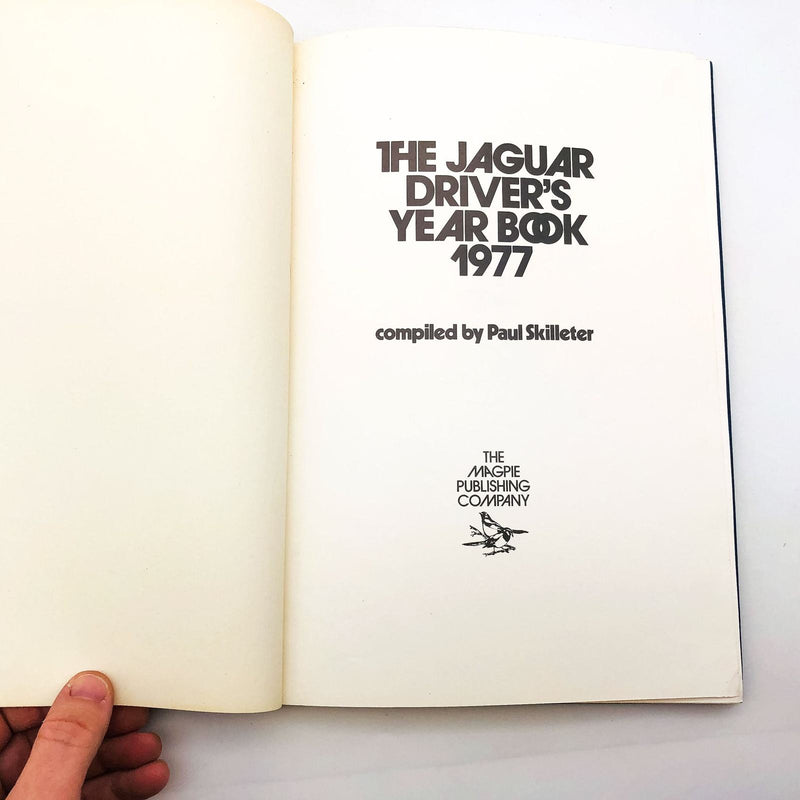 THE JAGUAR
DRIVER'S
YEAR BOOK
1977
compiled by Paul Skilleter
THE
MAGPIE
PUBLISHING
COMPANY